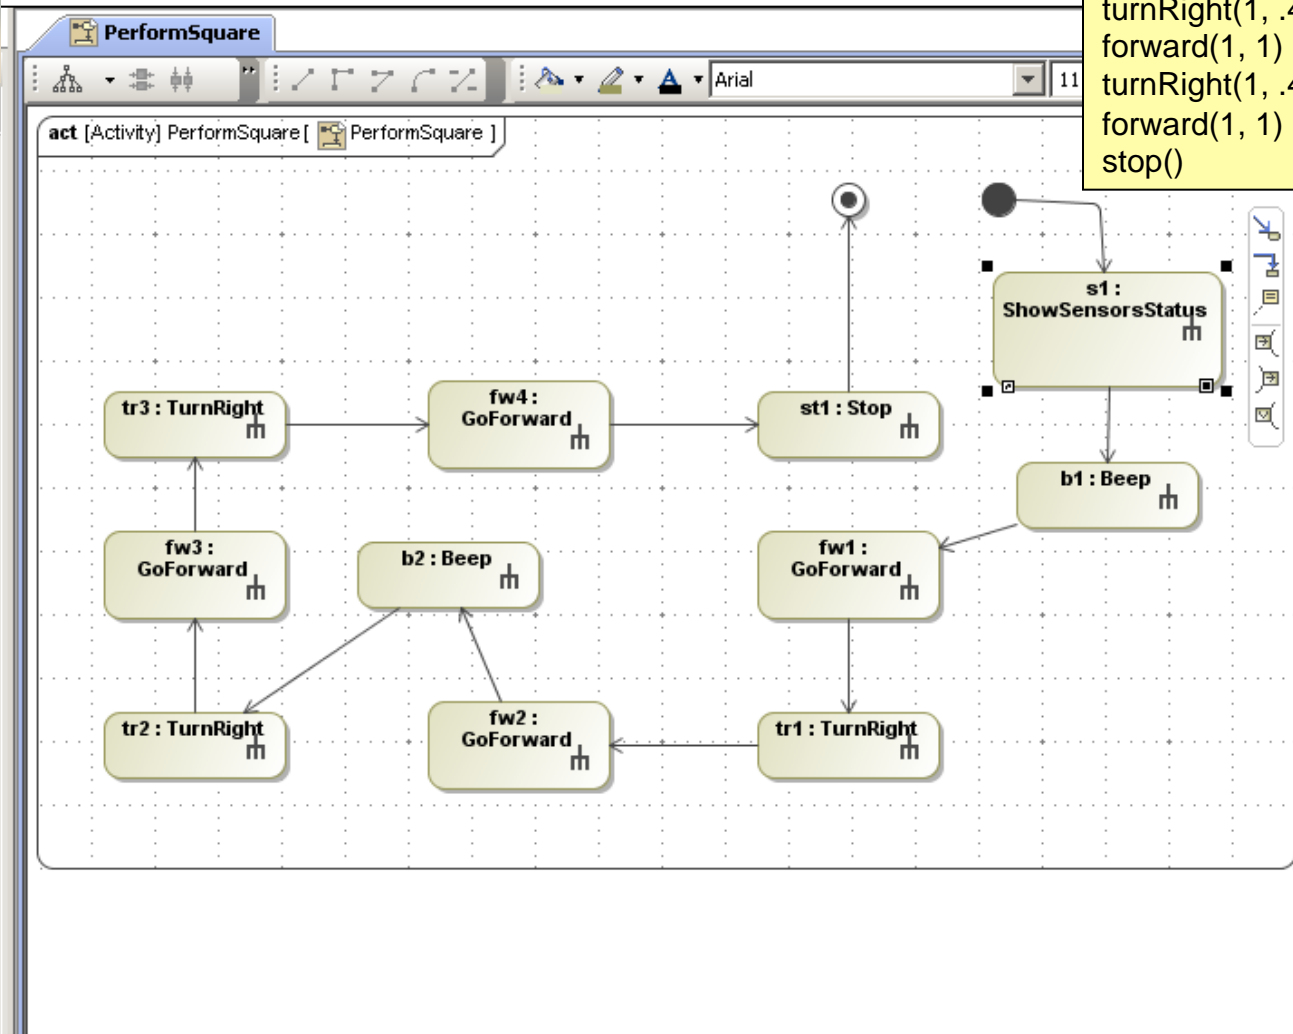 turnRight(1, .4
forward(1, 1)
turnRight(1, .4
forward(1, 1)
stop()
PerformSquare
Arial
11
act [Activity] PerformSquare [ PerformSquare ]
s1 :
ShowSensorsStatus
tr3 : TurnRight
fw4 :
GoForward
st1 : Stop
b1 : Beep
fw3 :
GoForward
b2 : Beep
fw1 :
GoForward
tr2 : TurnRight
fw2 :
GoForward
tr1 : TurnRight